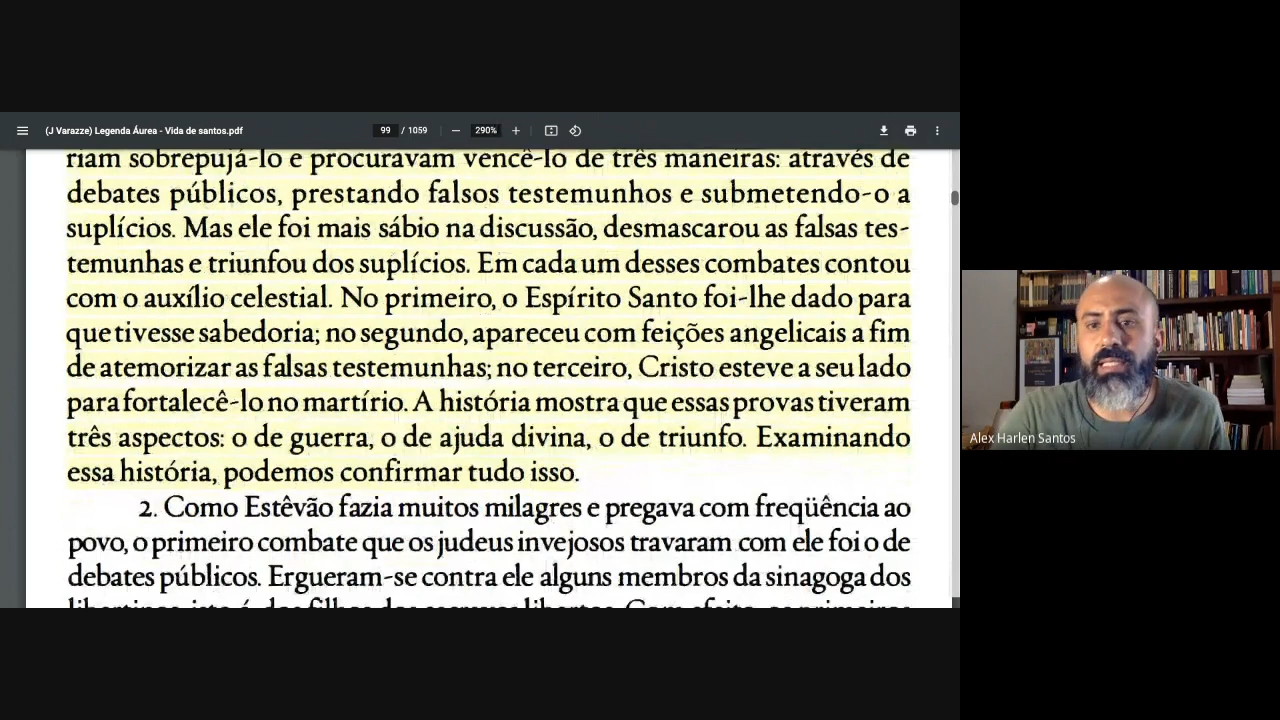 (J Varazze) Legenda Áurea - Vida de santos.pdf
99 / 1059
290%
riam sobrepujá-lo e procuravam vencê-lo de três maneiras: através de
debates públicos, prestando falsos testemunhos e submetendo-o a
suplícios. Mas ele foi mais sábio na discussão, desmascarou as falsas tes-
temunhas e triunfou dos suplícios. Em cada um desses combates contou
com o auxílio celestial. No primeiro, o Espírito Santo foi-lhe dado para
que tivesse sabedoria; no segundo, apareceu com feições angelicais a fim
de atemorizar as falsas testemunhas; no terceiro, Cristo esteve a seu lado
para fortalecê-lo no martírio. A história mostra que essas provas tiveram
três aspectos: o de guerra, o de ajuda divina, o de triunfo. Examinando
essa história, podemos confirmar tudo isso.
2. Como Estêvão fazia muitos milagres e pregava com freqüência ao
povo, o primeiro combate que os judeus invejosos travaram com ele foi o de
debates públicos. Ergueram-se contra ele alguns membros da sinagoga dos
Alex Harlen Santos